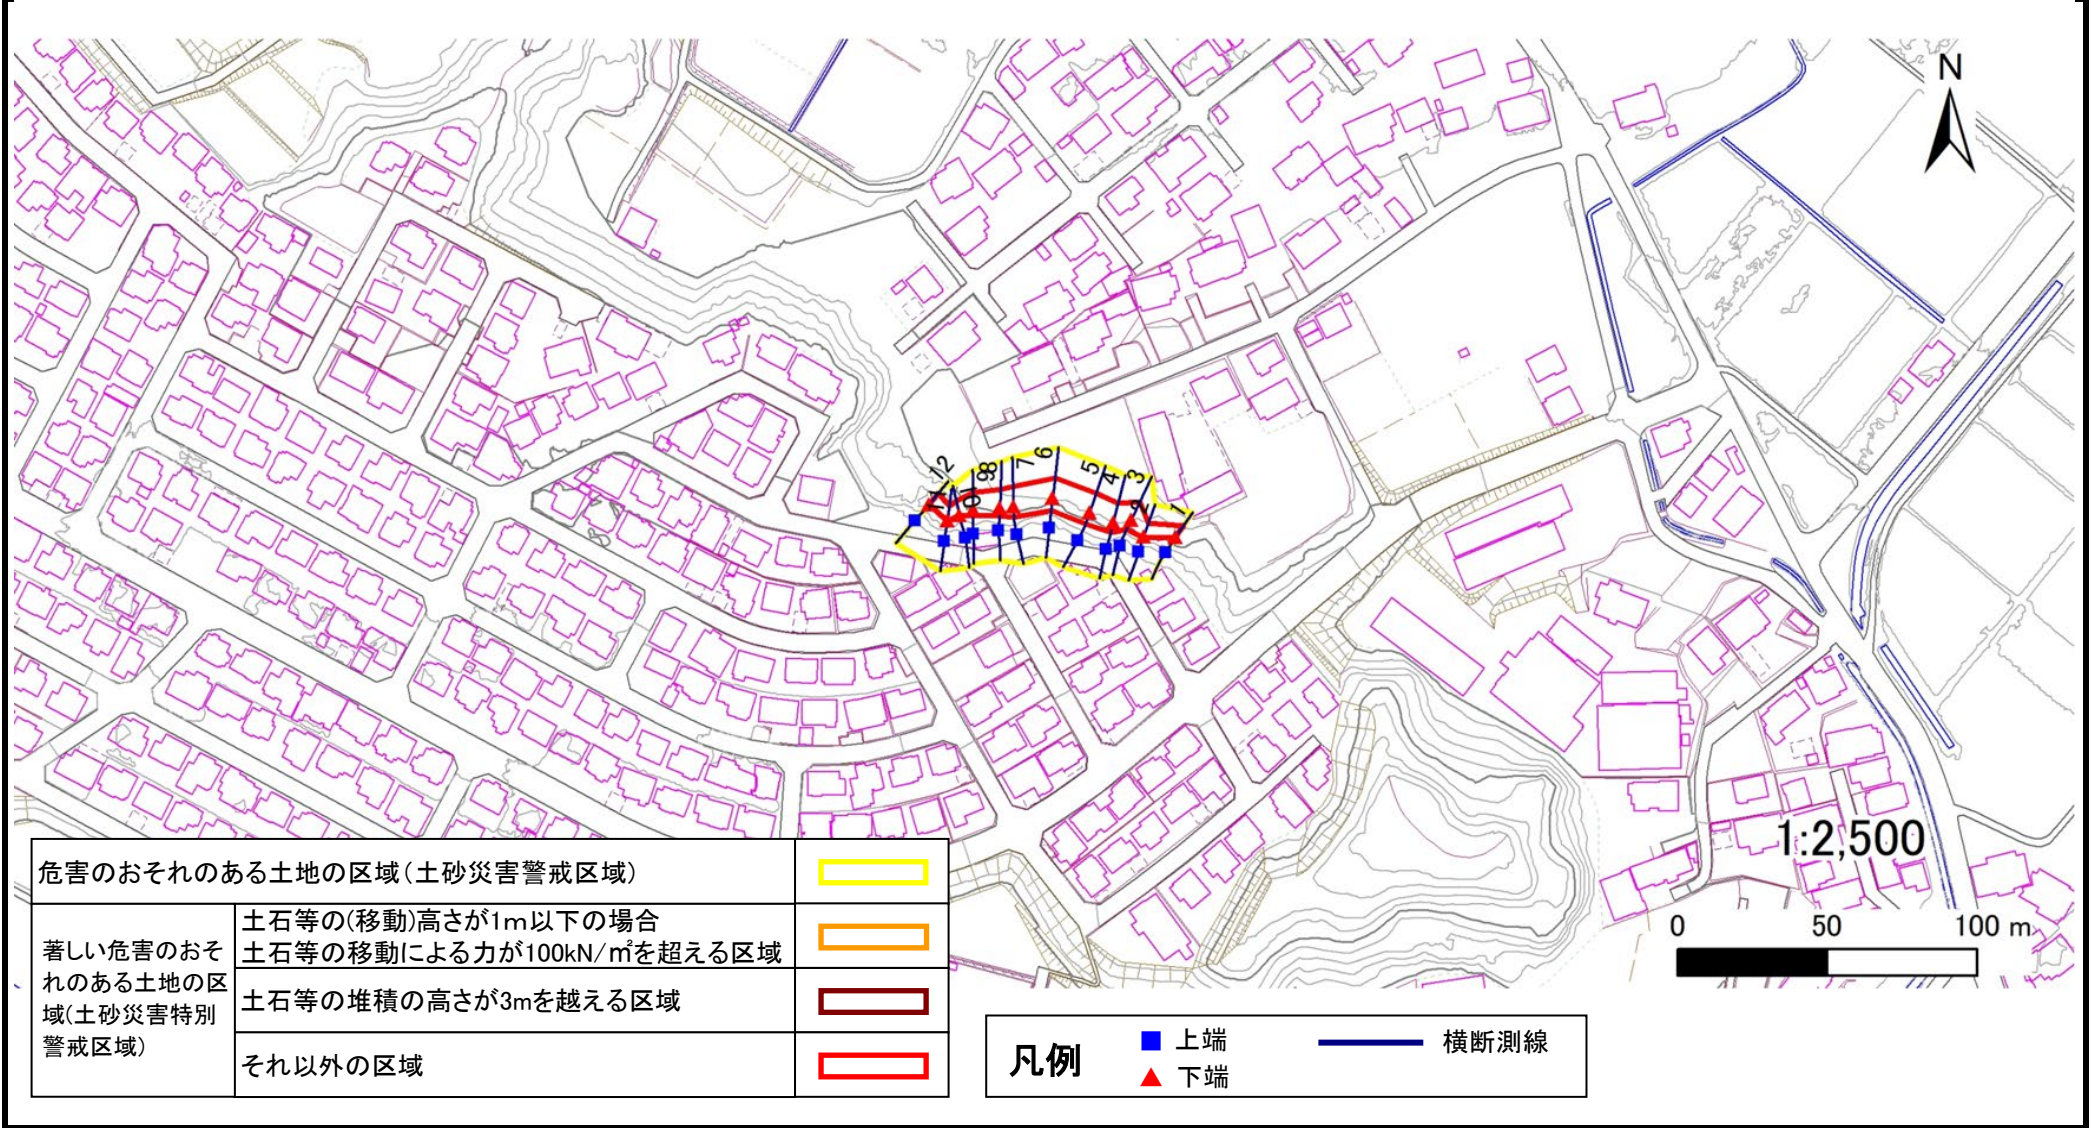 N
12
11
10
9
8
7
6
5
4
3
2
1
1:2,500
0 50 100 m
危害のおそれのある土地の区域(土砂災害警戒区域)
著しい危害のおそ
れのある土地の区
域(土砂災害特別
警戒区域)
土石等の(移動)高さが1m以下の場合
土石等の移動による力が100kN/㎡を超える区域
土石等の堆積の高さが3mを越える区域
それ以外の区域
凡例
上端
下端
横断測線